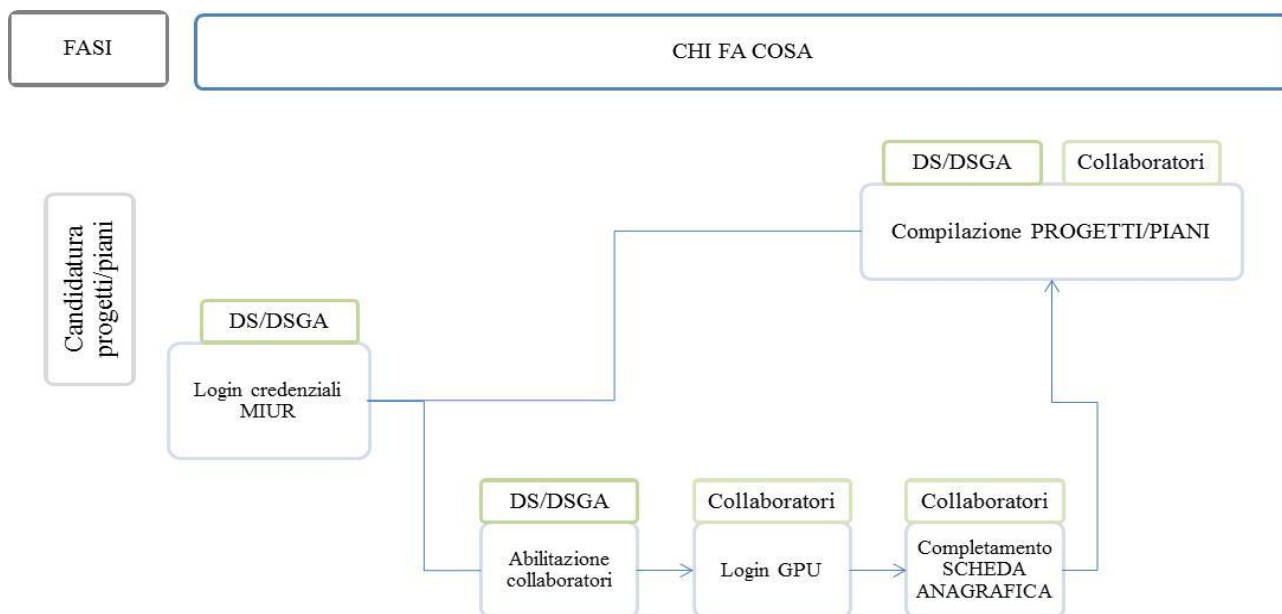 FASI
CHI FA COSA
Candidatura
progetti/piani
DS/DSGA
Collaboratori
Compilazione PROGETTI/PIANI
DS/DSGA
Login credenziali
MIUR
DS/DSGA
Abilitazione
collaboratori
Collaboratori
Login GPU
Collaboratori
Completamento
SCHEDA
ANAGRAFICA